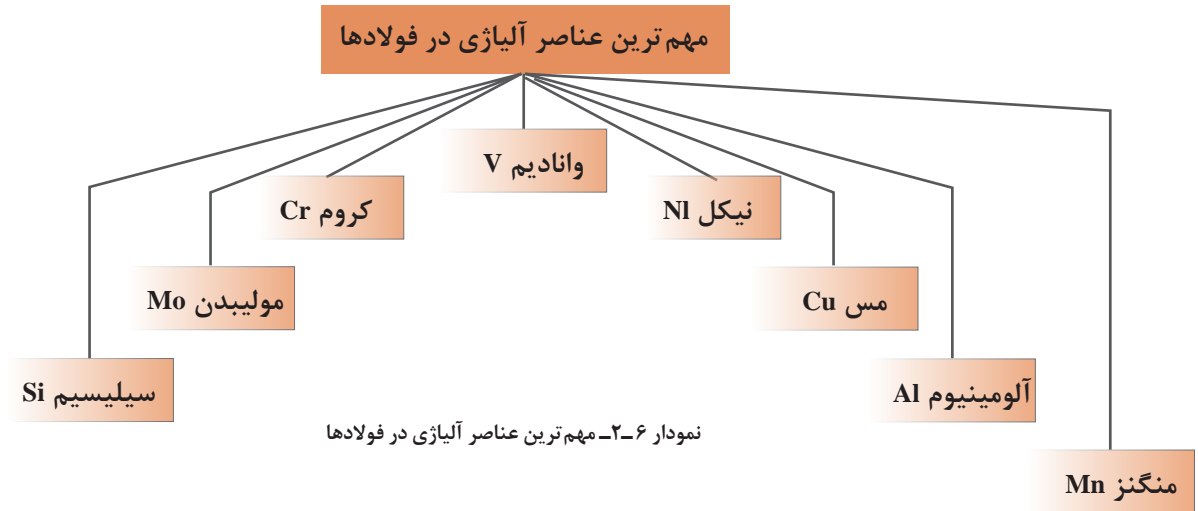 مهم‌ترین عناصر آلیاژی در فولادها
وانادیم V
نیکل Nl
کروم Cr
مس Cu
مولیبدن Mo
آلومینیوم Al
سیلیسیم Si
نمودار ۶ـ۲ـ مهم‌ترین عناصر آلیاژی در فولادها
منگنز Mn